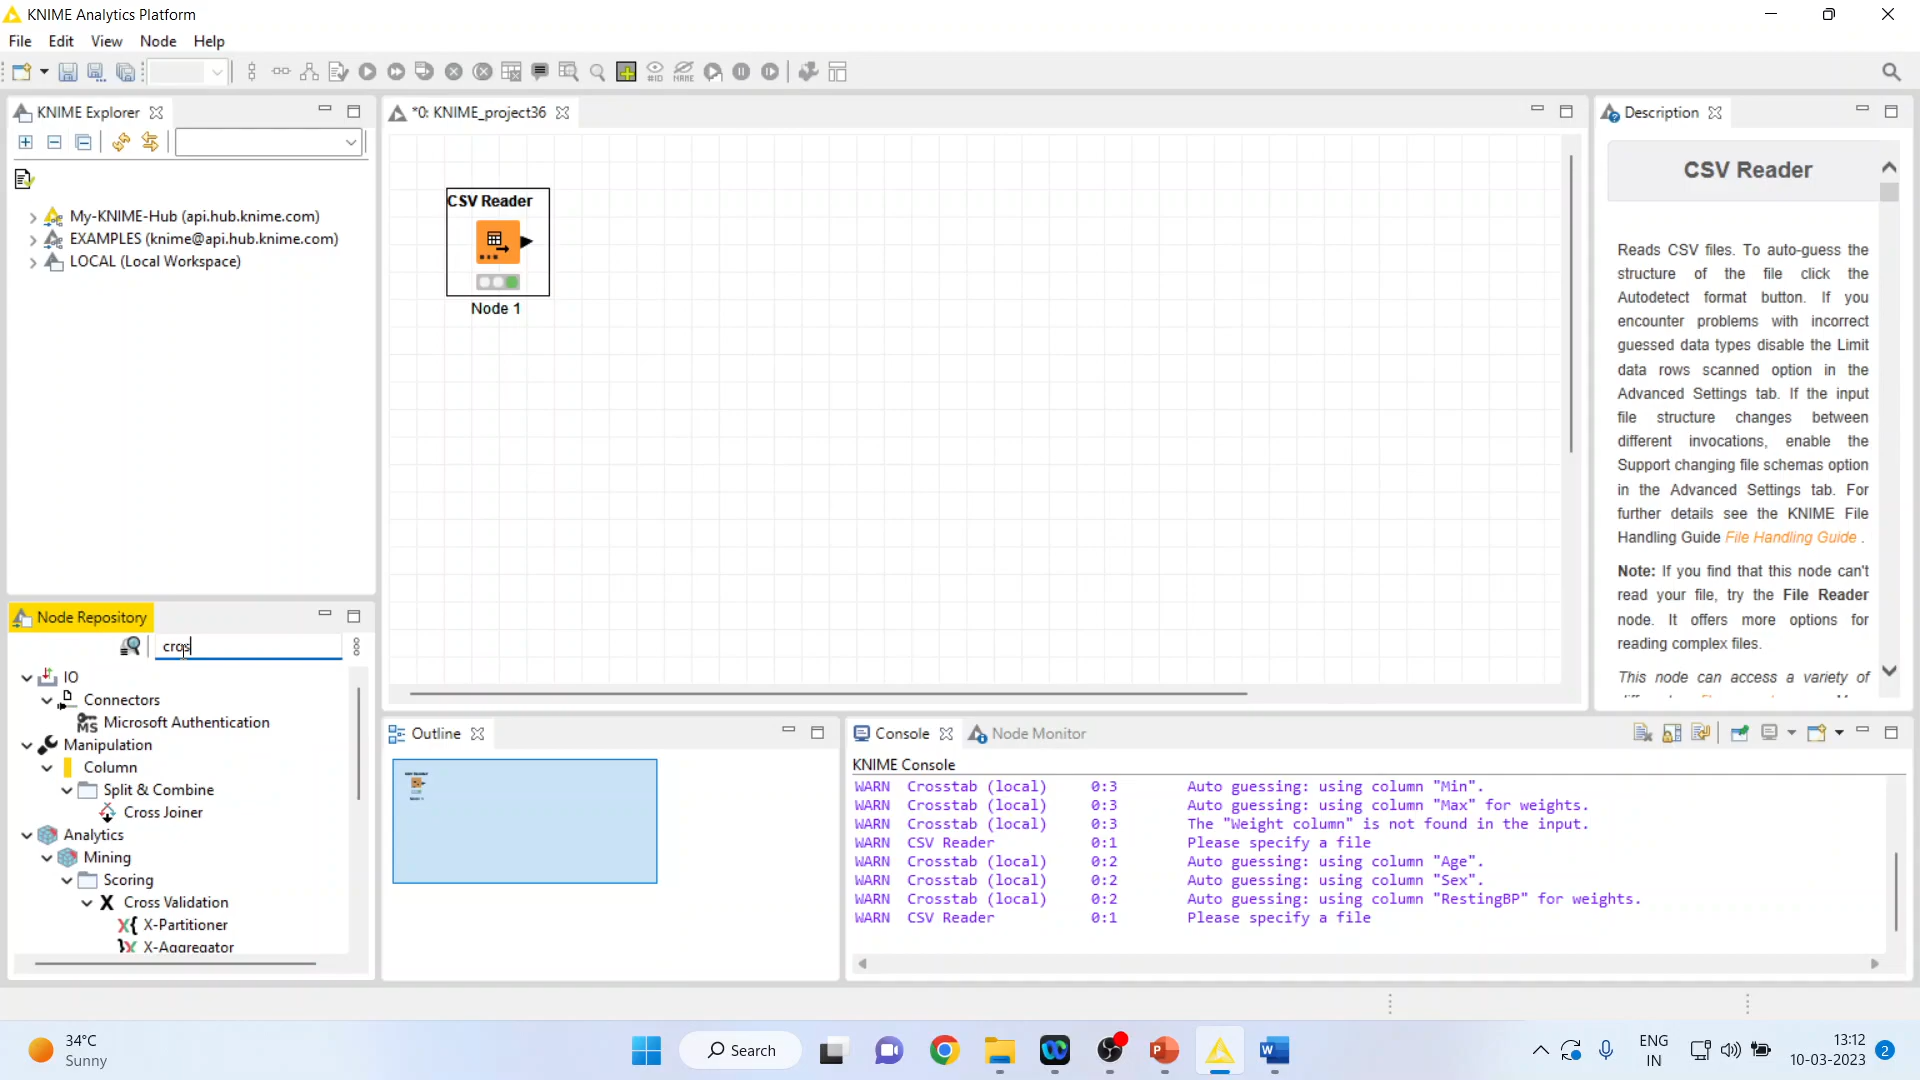 KNIME Analytics Platform
File Edit View Node Help
KNIME Explorer
*0: KNIME_project36
Description
My-KNIME-Hub (api.hub.knime.com)
EXAMPLES (knime@api.hub.knime.com)
LOCAL (Local Workspace)
CSV Reader
Node 1
CSV Reader
Reads CSV files. To auto-guess the
structure of the file click the
Autodetect format button. If you
encounter problems with incorrect
guessed data types disable the Limit
data rows scanned option in the
Advanced Settings tab. If the input
file structure changes between
different invocations, enable the
Support changing file schemas option
in the Advanced Settings tab. For
further details see the KNIME File
Handling Guide File Handling Guide .
Note: If you find that this node can't
read your file, try the File Reader
node. It offers more options for
reading complex files.
This node can access a variety of
Node Repository
cros
IO
Connectors
Microsoft Authentication
Manipulation
Column
Split & Combine
Cross Joiner
Analytics
Mining
Scoring
Cross Validation
X-Partitioner
X-Aggregator
Outline
Console
Node Monitor
KNIME Console
WARN Crosstab (local) 0:3 Auto guessing: using column "Min".
WARN Crosstab (local) 0:3 Auto guessing: using column "Max" for weights.
WARN Crosstab (local) 0:3 The "Weight column" is not found in the input.
WARN CSV Reader 0:1 Please specify a file
WARN Crosstab (local) 0:2 Auto guessing: using column "Age".
WARN Crosstab (local) 0:2 Auto guessing: using column "Sex".
WARN Crosstab (local) 0:2 Auto guessing: using column "RestingBP" for weights.
WARN CSV Reader 0:1 Please specify a file
34°C
Sunny
Search
ENG
IN
13:12
10-03-2023
2